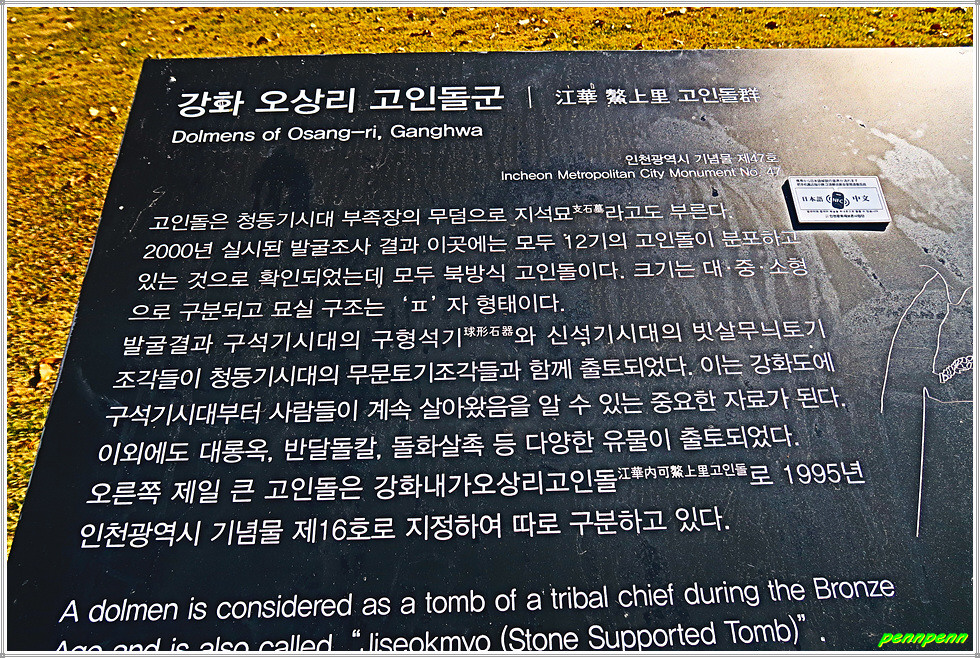 강화 오상리 고인돌군 | 江華 鰲上里 고인돌群
Dolmens of Osang-ri, Ganghwa
인천광역시 기념물 제47호
Incheon Metropolitan City Monument No. 47
日本語 NFC 中文
고인돌은 청동기시대 부족장의 무덤으로 지석묘支石墓라고도 부른다.
2000년 실시된 발굴조사 결과 이곳에는 모두 12기의 고인돌이 분포하고
있는 것으로 확인되었는데 모두 북방식 고인돌이다. 크기는 대·중·소형
으로 구분되고 묘실 구조는 ‘ㅍ’자 형태이다.
발굴결과 구석기시대의 구형석기球形石器와 신석기시대의 빗살무늬토기
조각들이 청동기시대의 무문토기조각들과 함께 출토되었다. 이는 강화도에
구석기시대부터 사람들이 계속 살아왔음을 알 수 있는 중요한 자료가 된다.
이외에도 대롱옥, 반달돌칼, 돌화살촉 등 다양한 유물이 출토되었다.
오른쪽 제일 큰 고인돌은 강화내가오상리고인돌江華內可鰲上里고인돌로 1995년
인천광역시 기념물 제16호로 지정하여 따로 구분하고 있다.
A dolmen is considered as a tomb of a tribal chief during the Bronze
Age and is also called “Jiseokmyo (Stone Supported Tomb)”.
pennpenn